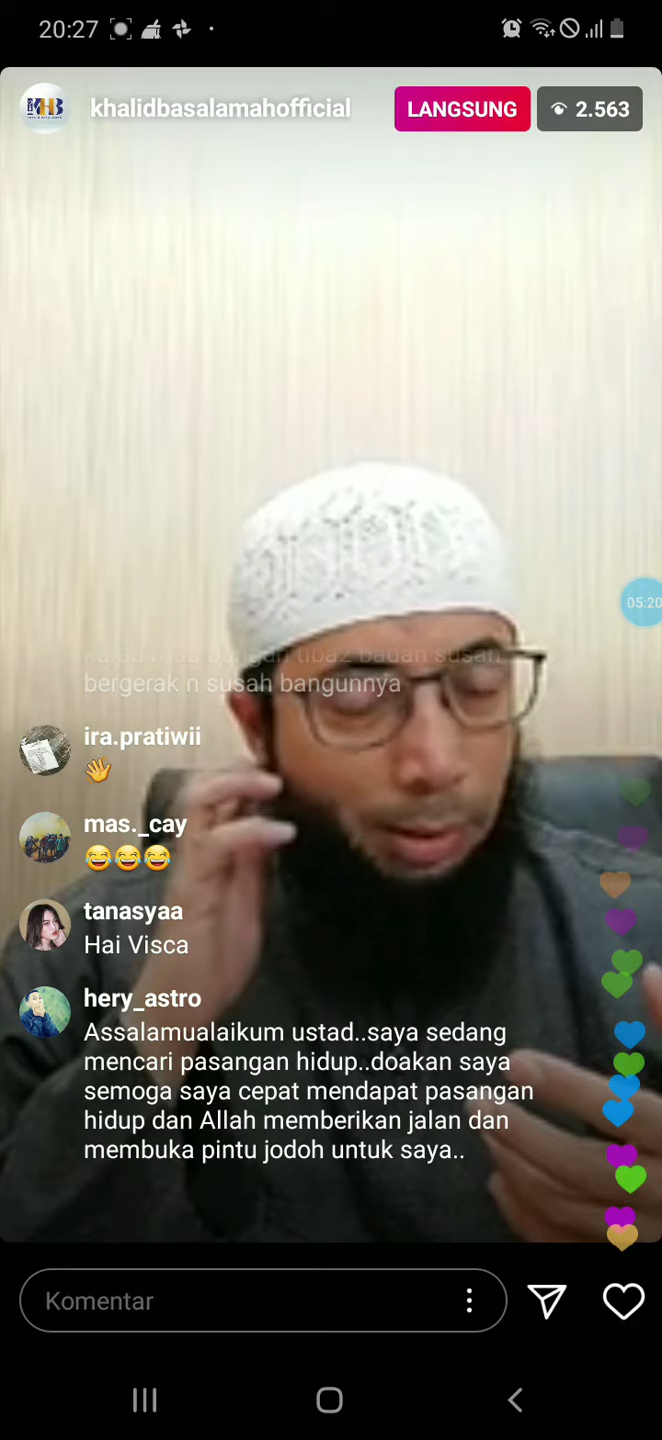 20:27
khalidbasalamahofficial
LANGSUNG
2.563
KHB
05:20
bergerak n susah bangunnya
ira.pratiwii
👋
mas._cay
😂😂😂
tanasyaa
Hai Visca
hery_astro
Assalamualaikum ustad..saya sedang
mencari pasangan hidup..doakan saya
semoga saya cepat mendapat pasangan
hidup dan Allah memberikan jalan dan
membuka pintu jodoh untuk saya..
Komentar